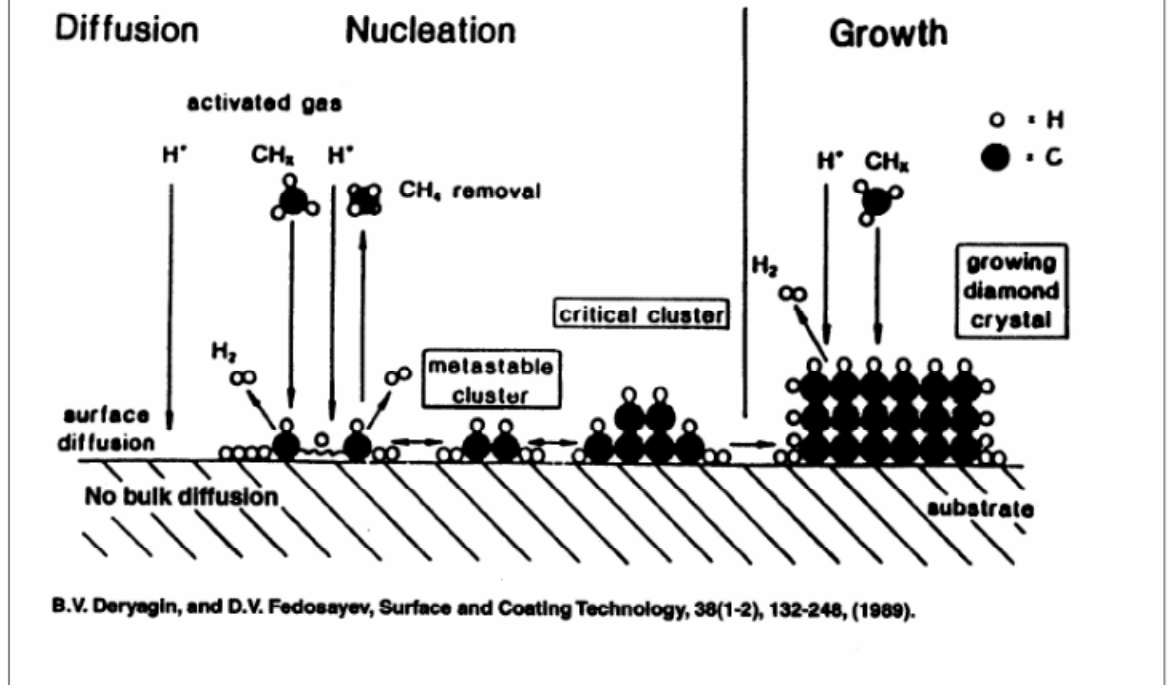 Diffusion
Nucleation
Growth
activated gas
H•
CHₓ
H•
CH₄ removal
H•
CHₓ
= H
= C
H₂
growing
diamond
crystal
critical cluster
H₂
metastable
cluster
surface
diffusion
No bulk diffusion
substrate
B.V. Deryagin, and D.V. Fedosayev, Surface and Coating Technology, 38(1-2), 132-248, (1989).